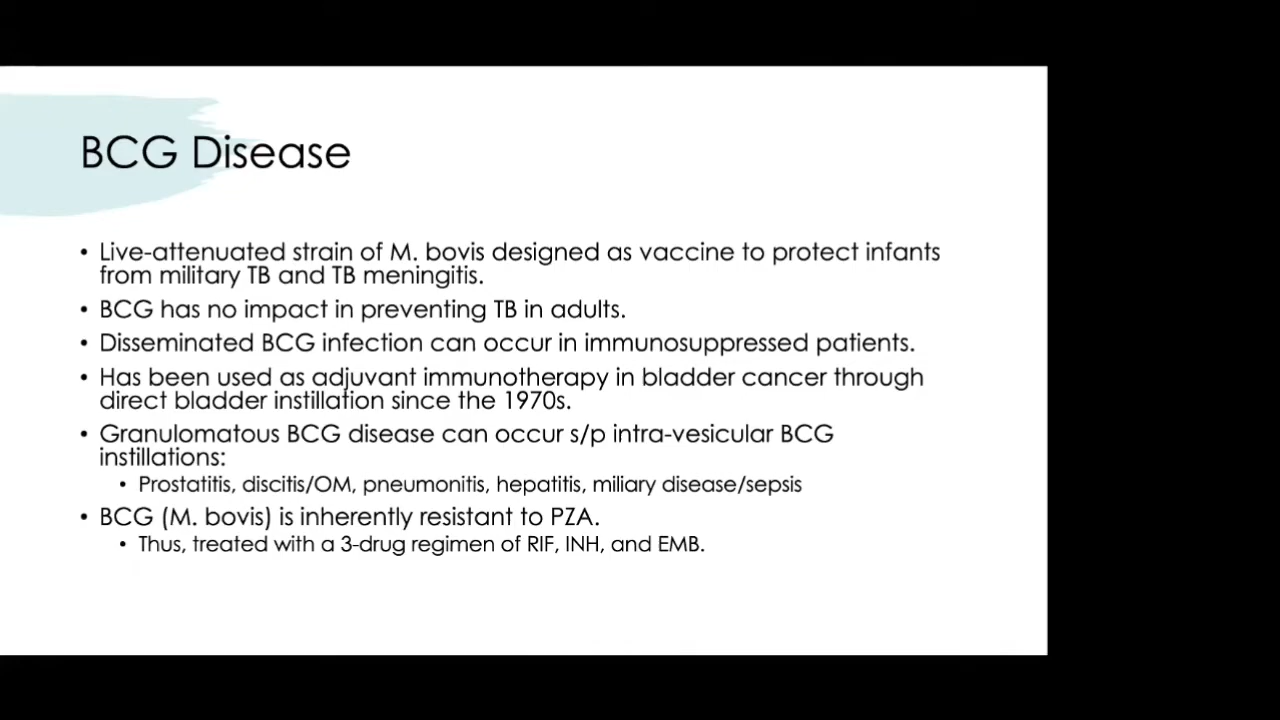 BCG Disease
• Live-attenuated strain of M. bovis designed as vaccine to protect infants
from military TB and TB meningitis.
• BCG has no impact in preventing TB in adults.
• Disseminated BCG infection can occur in immunosuppressed patients.
• Has been used as adjuvant immunotherapy in bladder cancer through
direct bladder instillation since the 1970s.
• Granulomatous BCG disease can occur s/p intra-vesicular BCG
instillations:
• Prostatitis, discitis/OM, pneumonitis, hepatitis, miliary disease/sepsis
• BCG (M. bovis) is inherently resistant to PZA.
• Thus, treated with a 3-drug regimen of RIF, INH, and EMB.